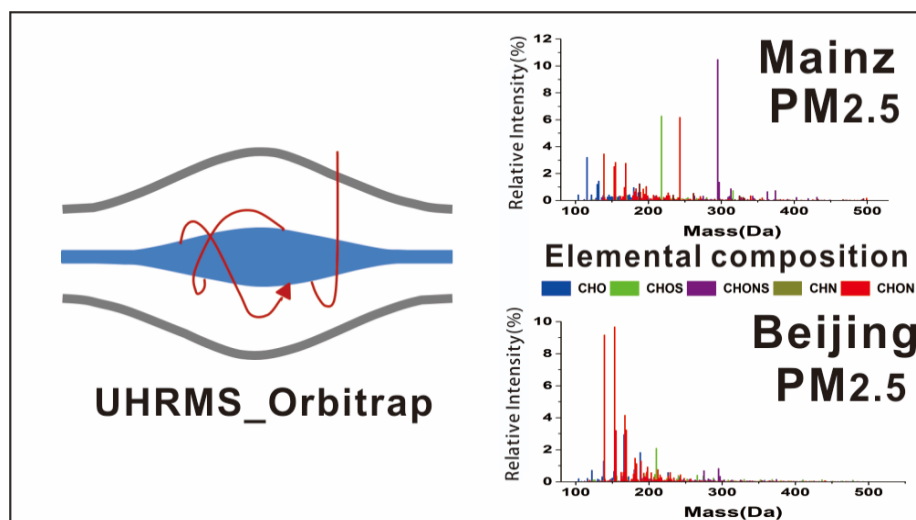 UHRMS_Orbitrap
Mainz
PM2.5
Relative Intensity(%)
12
10
8
6
4
2
0
100 200 300 400 500
Mass(Da)
Elemental composition
CHO CHOS CHONS CHN CHON
Beijing
PM2.5
Relative Intensity(%)
10
8
6
4
2
0
100 200 300 400 500
Mass(Da)